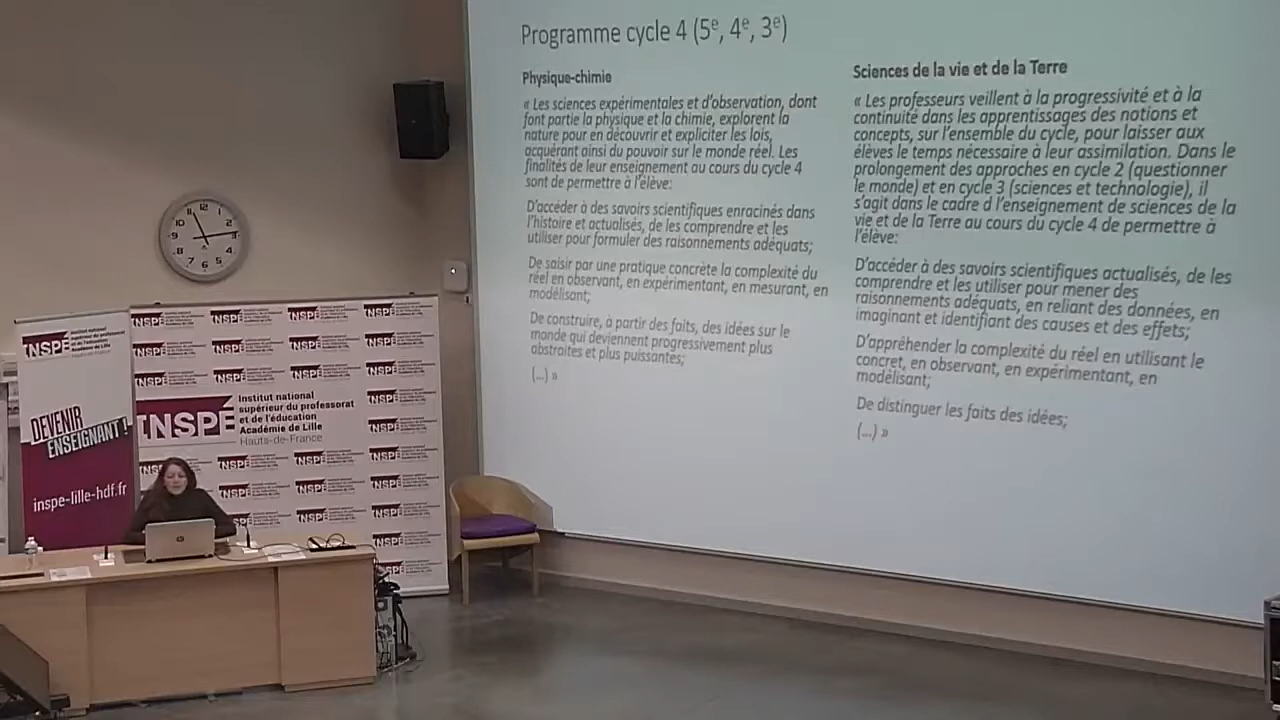 Programme cycle 4 (5e, 4e, 3e)
Physique-chimie
« Les sciences expérimentales et d'observation, dont
font partie la physique et la chimie, explorent la
nature pour en découvrir et expliciter les lois,
acquérant ainsi du pouvoir sur le monde réel. Les
finalités de leur enseignement au cours du cycle 4
sont de permettre à l'élève:
D'accéder à des savoirs scientifiques enracinés dans
l'histoire et actualisés, de les comprendre et les
utiliser pour formuler des raisonnements adéquats;
De saisir par une pratique concrète la complexité du
réel en observant, en expérimentant, en mesurant, en
modélisant;
De construire, à partir des faits, des idées sur le
monde qui deviennent progressivement plus
abstraites et plus puissantes;
(...) »
Sciences de la vie et de la Terre
« Les professeurs veillent à la progressivité et à la
continuité dans les apprentissages des notions et
concepts, sur l'ensemble du cycle, pour laisser aux
élèves le temps nécessaire à leur assimilation. Dans le
prolongement des approches en cycle 2 (questionner
le monde) et en cycle 3 (sciences et technologie), il
s'agit dans le cadre d l'enseignement de sciences de la
vie et de la Terre au cours du cycle 4 de permettre à
l'élève:
D'accéder à des savoirs scientifiques actualisés, de les
comprendre et les utiliser pour mener des
raisonnements adéquats, en reliant des données, en
imaginant et identifiant des causes et des effets;
D'appréhender la complexité du réel en utilisant le
concret, en observant, en expérimentant, en
modélisant;
De distinguer les faits des idées;
(...) »
INSPÉ
DEVENIR
ENSEIGNANT !
inspe-lille-hdf.fr
INSPÉ
Institut national
supérieur du professorat
et de l'éducation
Académie de Lille
Hauts-de-France